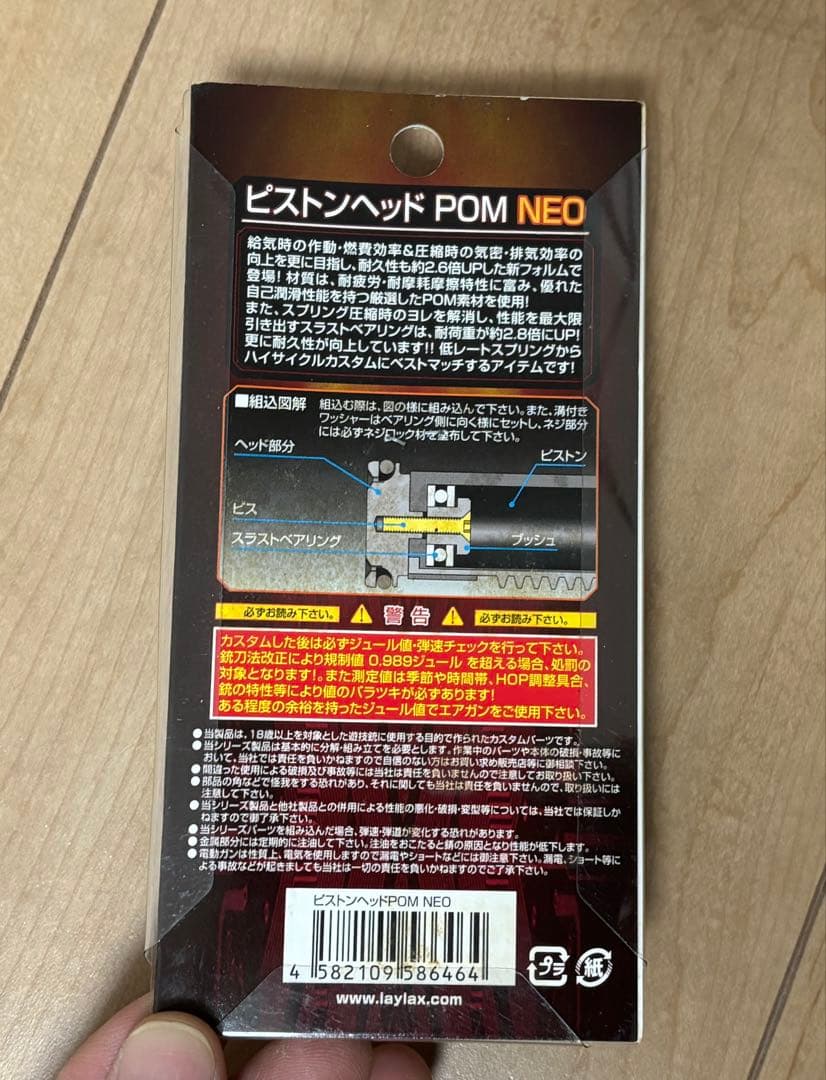 ピストンヘッド POM NEO
給気時の作動・燃費効率&圧縮時の気密・排気効率の
向上を更に目指し、耐久性も約2.6倍UPした新フォルムで
登場! 材質は、耐疲労・耐摩耗摩擦特性に富み、優れた
自己潤滑性能を持つ厳選したPOM素材を使用!
また、スプリング圧縮時のヨレを解消し、性能を最大限
引き出すスラストベアリングは、耐荷重が約2.8倍にUP!
更に耐久性が向上しています!! 低レートスプリングから
ハイサイクルカスタムにベストマッチするアイテムです!
■組込図解 組込む際は、図の様に組み込んで下さい。また、溝付き
ワッシャーはベアリング側に向く様にセットし、ネジ部分
には必ずネジロック材を塗布して下さい。
ヘッド部分
ピストン
ビス
スラストベアリング
ブッシュ
必ずお読み下さい。 警告 必ずお読み下さい。
カスタムした後は必ずジュール値・弾速チェックを行って下さい。
銃刀法改正により規制値 0.989ジュール を超える場合、処罰の
対象となります!。また測定値は季節や時間帯、HOP調整具合、
銃の特性等により値のバラツキが必ずあります!
ある程度の余裕を持ったジュール値でエアガンをご使用下さい。
●当製品は、18歳以上を対象とした遊技銃に使用する目的で作られたカスタムパーツです。
●当シリーズ製品は基本的に分解・組み立てを必要とします。作業中のパーツや本体の破損・事故等に
おいて、当社では責任を負いかねますので自信のない方はお買い求め販売店等に御相談下さい。
●間違った使用による破損及び事故等には当社は責任を負いませんので注意してお取り扱い下さい。
●部品の角などで怪我をする恐れがあり、それに関しても当社は責任を負いませんので、取り扱いには
注意して下さい。
●当シリーズ製品と他社製品との併用による性能の悪化・破損・変型等については、当社では保証しか
ねますので御了承下さい。
●当シリーズパーツを組み込んだ場合、弾速・弾道が変化する恐れがあります。
●金属部分には定期的に注油して下さい。注油をおこたると錆の原因となり性能が低下します。
●電動ガンは性質上、電気を使用しますので漏電やショートなどには御注意下さい。漏電、ショート等に
よる事故などが起きましても当社は一切の責任を負いかねますのでご了承下さい。
ピストンヘッドPOM NEO
4 582109 586464
プラ 紙
www.laylax.com